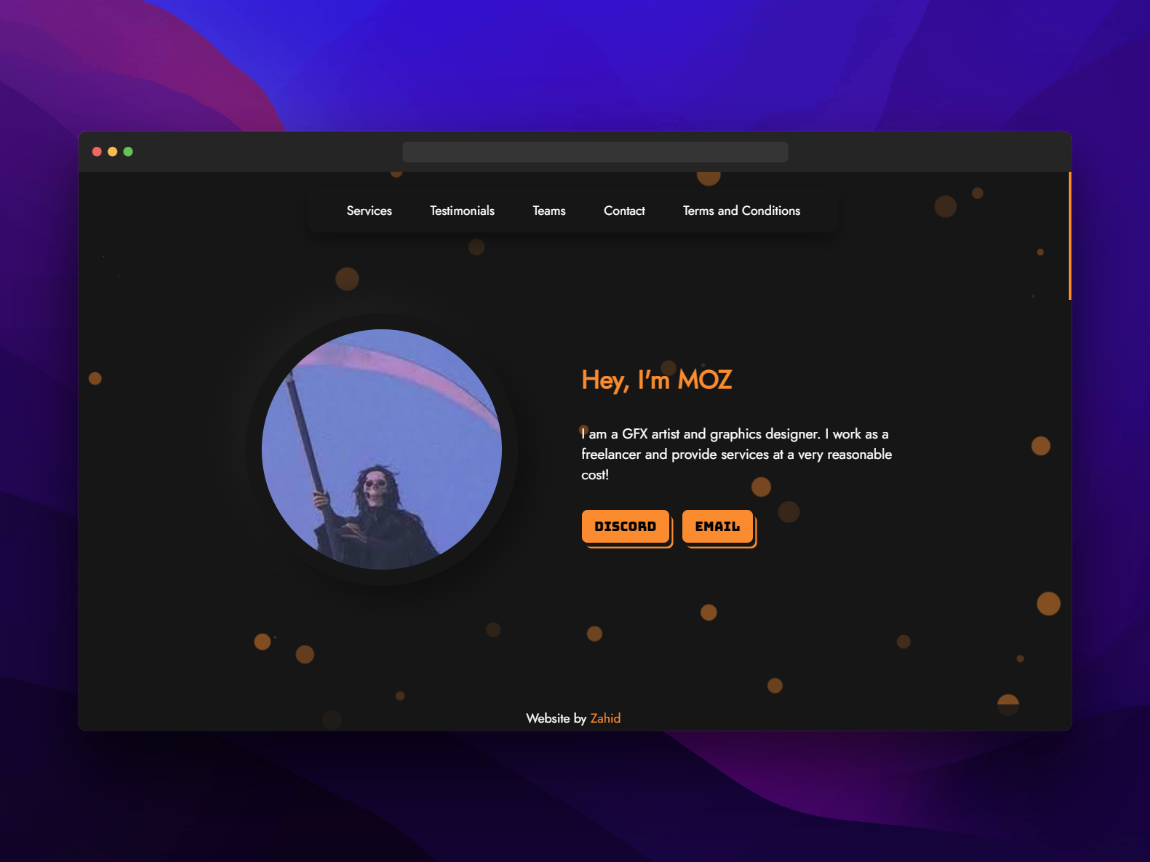 Services Testimonials Teams Contact Terms and Conditions
Hey, I'm MOZ
I am a GFX artist and graphics designer. I work as a
freelancer and provide services at a very reasonable
cost!
DISCORD EMAIL
Website by Zahid